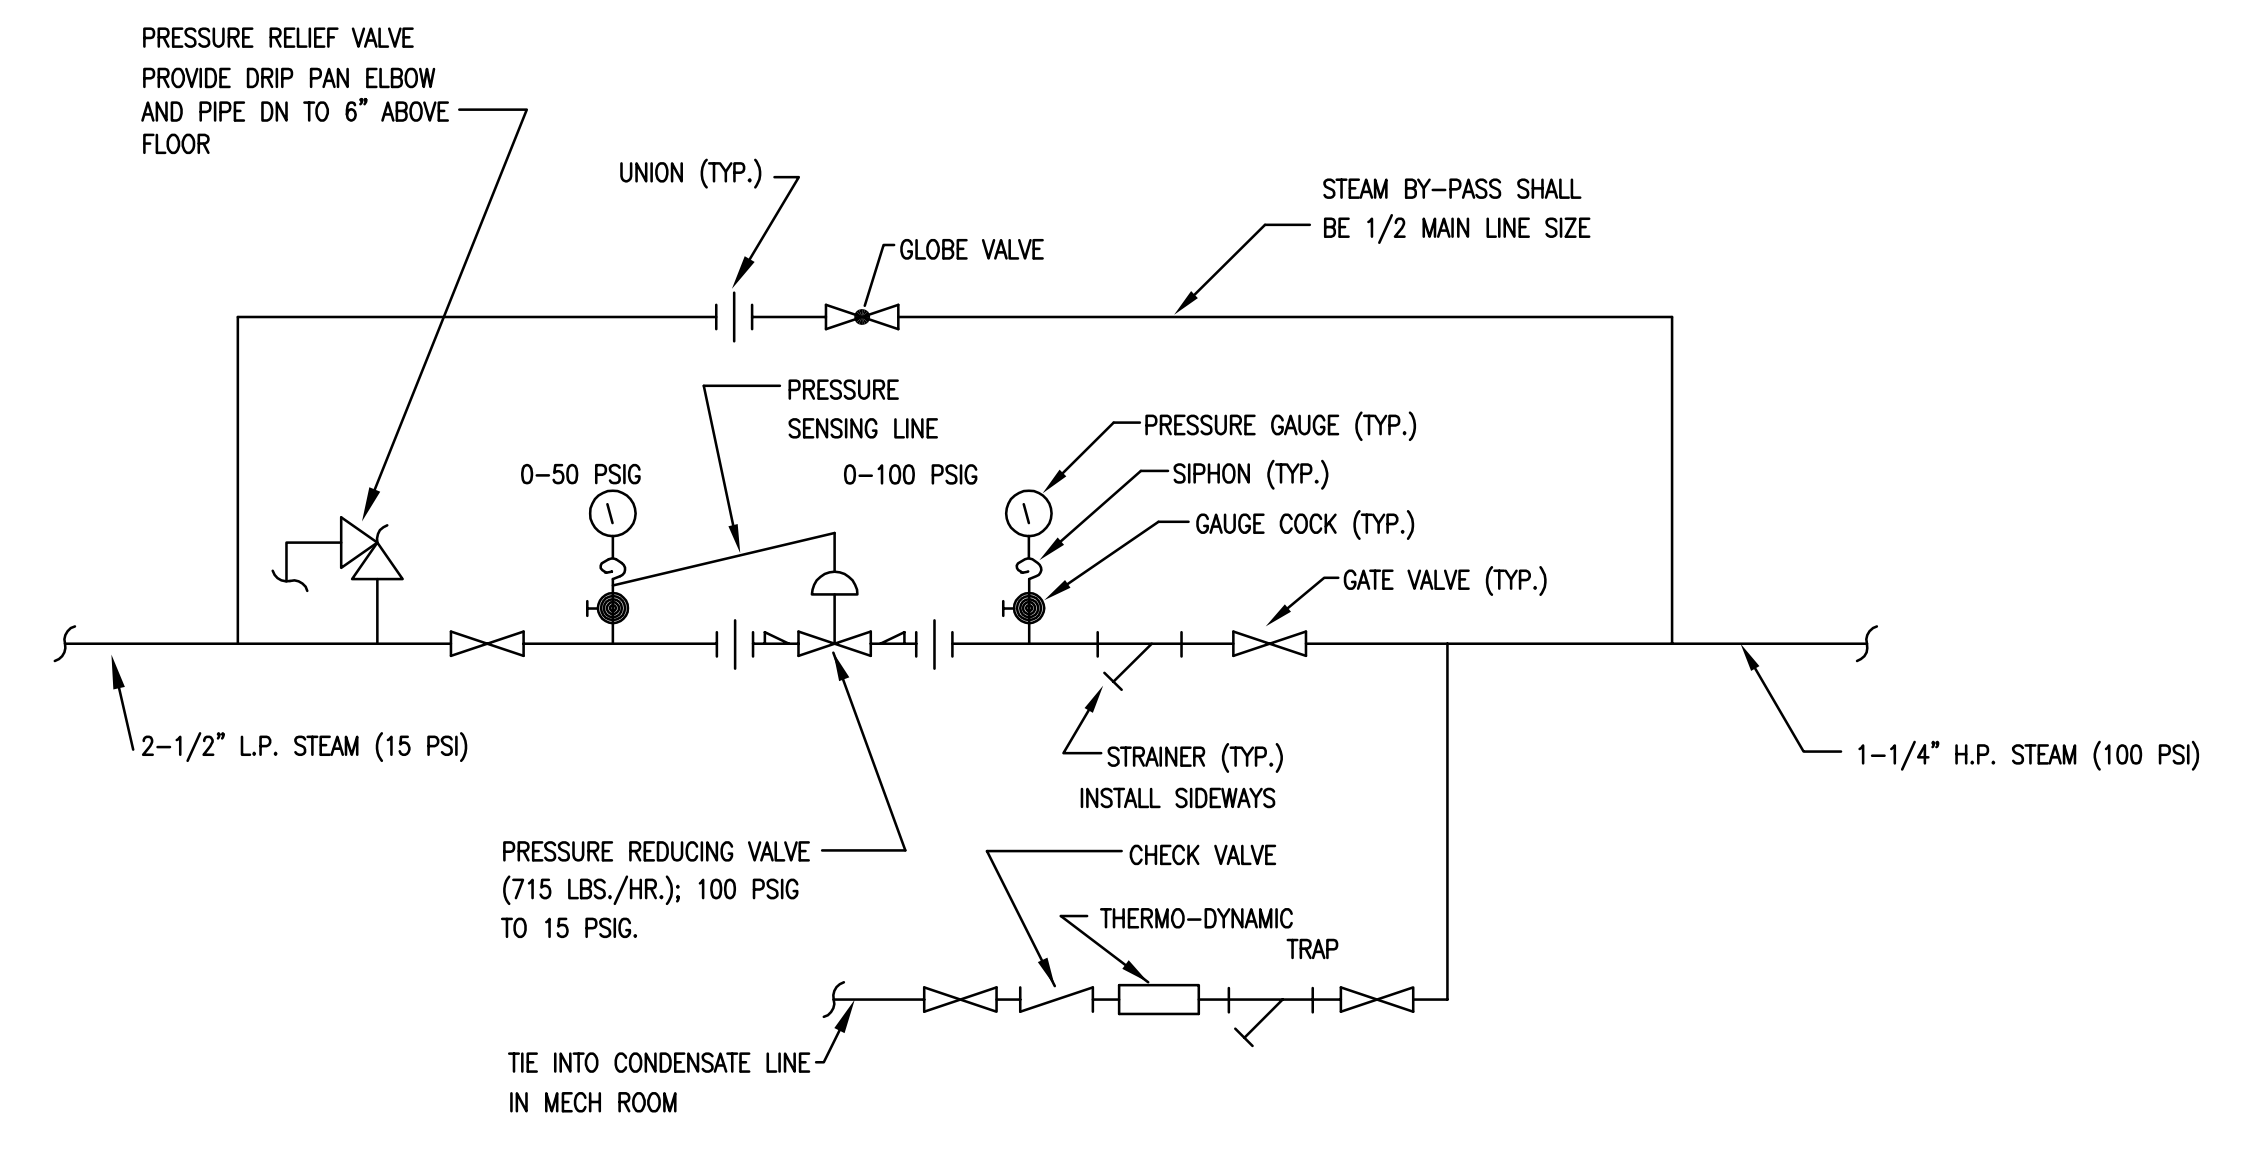 PRESSURE RELIEF VALVE
PROVIDE DRIP PAN ELBOW
AND PIPE DN TO 6" ABOVE
FLOOR
UNION (TYP.)
GLOBE VALVE
STEAM BY-PASS SHALL
BE 1/2 MAIN LINE SIZE
PRESSURE
SENSING LINE
0-50 PSIG
0-100 PSIG
PRESSURE GAUGE (TYP.)
SIPHON (TYP.)
GAUGE COCK (TYP.)
GATE VALVE (TYP.)
2-1/2" L.P. STEAM (15 PSI)
STRAINER (TYP.)
INSTALL SIDEWAYS
1-1/4" H.P. STEAM (100 PSI)
PRESSURE REDUCING VALVE
(715 LBS./HR.); 100 PSIG
TO 15 PSIG.
CHECK VALVE
THERMO-DYNAMIC
TRAP
TIE INTO CONDENSATE LINE
IN MECH ROOM